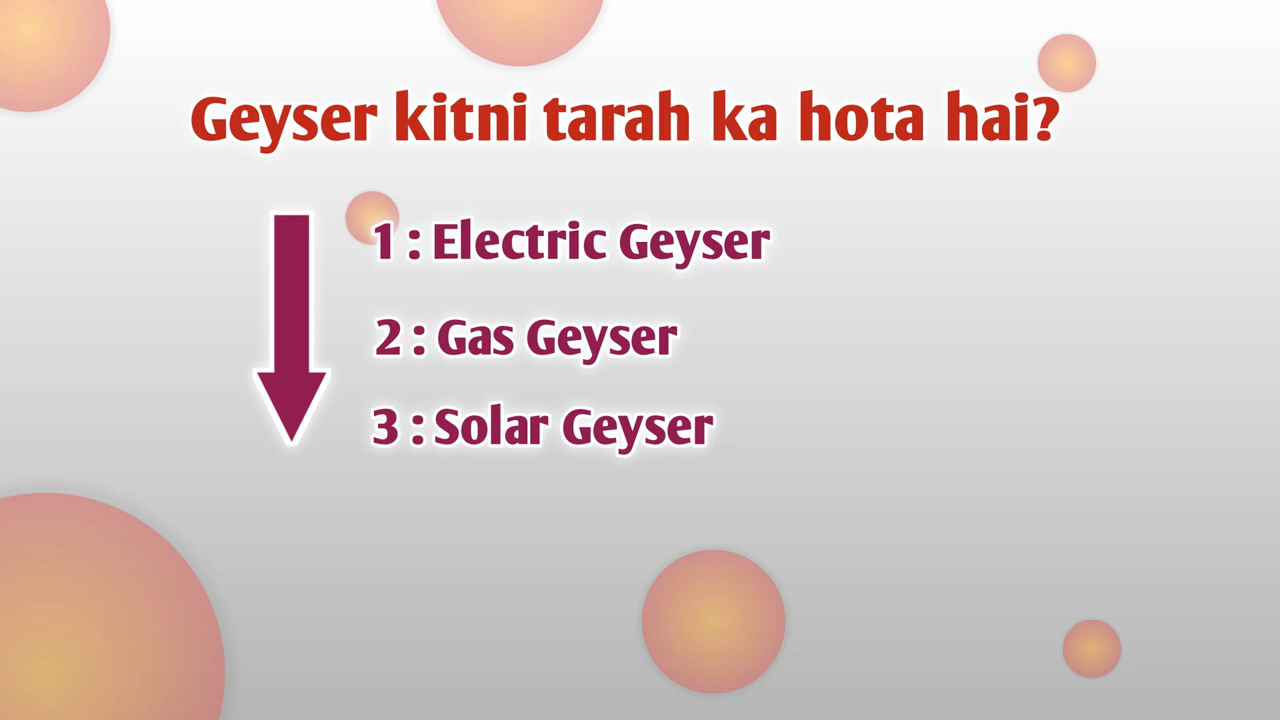 Geyser kitni tarah ka hota hai?
1 : Electric Geyser
2 : Gas Geyser
3 : Solar Geyser